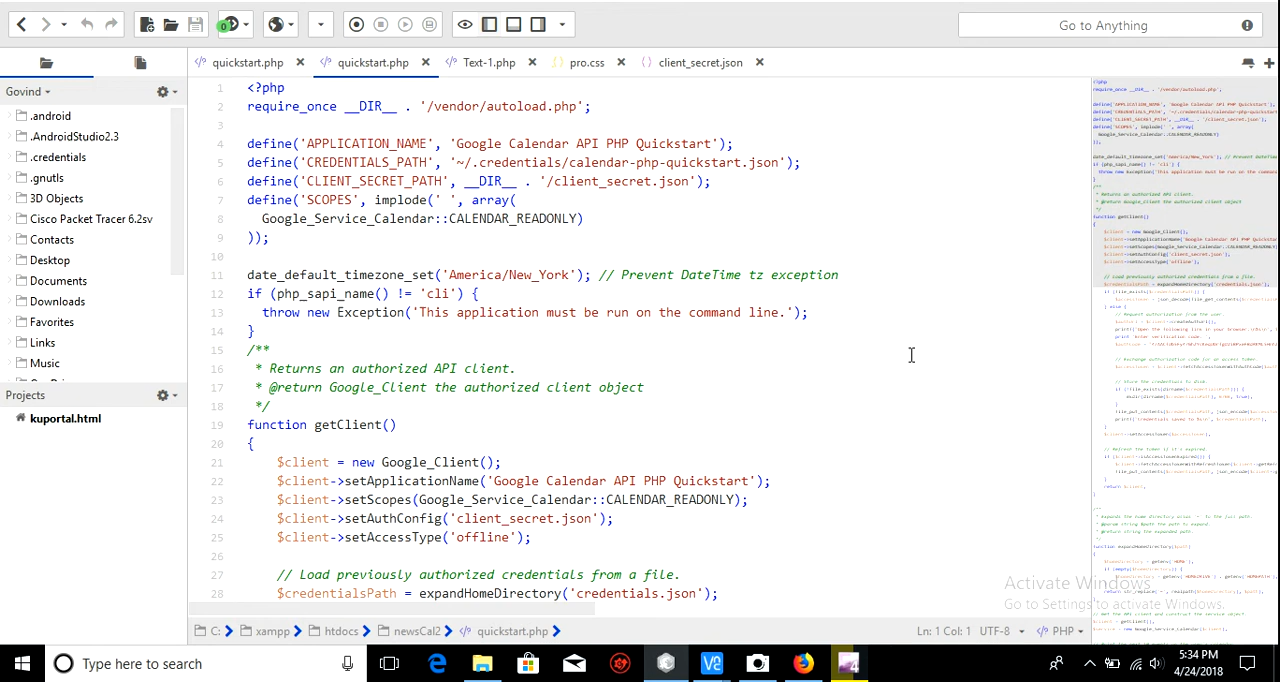 0
Go to Anything
quickstart.php
quickstart.php
Text-1.php
pro.css
client_secret.json
Govind
.android
.AndroidStudio2.3
.credentials
.gnutls
3D Objects
Cisco Packet Tracer 6.2sv
Contacts
Desktop
Documents
Downloads
Favorites
Links
Music
Projects
kuportal.html
1 <?php
2 require_once __DIR__ . '/vendor/autoload.php';
3
4 define('APPLICATION_NAME', 'Google Calendar API PHP Quickstart');
5 define('CREDENTIALS_PATH', '~/.credentials/calendar-php-quickstart.json');
6 define('CLIENT_SECRET_PATH', __DIR__ . '/client_secret.json');
7 define('SCOPES', implode(' ', array(
8 Google_Service_Calendar::CALENDAR_READONLY)
9 ));
10
11 date_default_timezone_set('America/New_York'); // Prevent DateTime tz exception
12 if (php_sapi_name() != 'cli') {
13 throw new Exception('This application must be run on the command line.');
14 }
15 /**
16 * Returns an authorized API client.
17 * @return Google_Client the authorized client object
18 */
19 function getClient()
20 {
21 $client = new Google_Client();
22 $client->setApplicationName('Google Calendar API PHP Quickstart');
23 $client->setScopes(Google_Service_Calendar::CALENDAR_READONLY);
24 $client->setAuthConfig('client_secret.json');
25 $client->setAccessType('offline');
26
27 // Load previously authorized credentials from a file.
28 $credentialsPath = expandHomeDirectory('credentials.json');
Activate Windows
Go to Settings to activate Windows.
C: xampp htdocs newsCal2 quickstart.php
Ln: 1 Col: 1 UTF-8 PHP
Type here to search
5:34 PM
4/24/2018